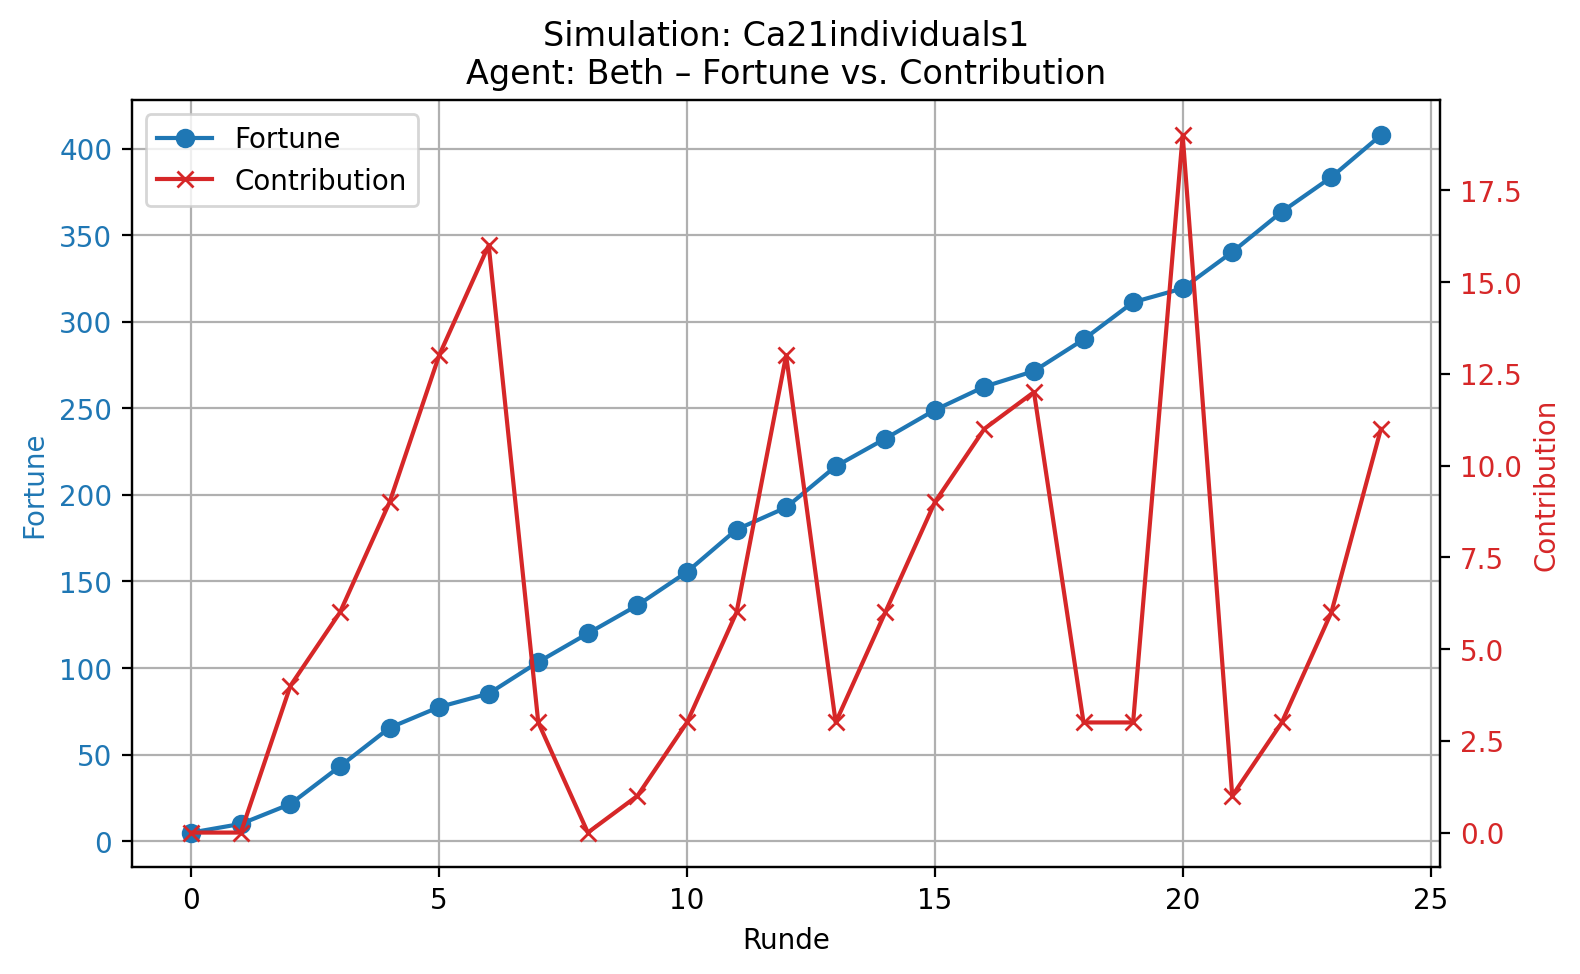 Simulation: Ca21individuals1
Agent: Beth – Fortune vs. Contribution
Fortune
Contribution
400
350
300
250
200
150
100
50
0
Fortune
17.5
15.0
12.5
10.0
7.5
5.0
2.5
0.0
Contribution
0 5 10 15 20 25
Runde